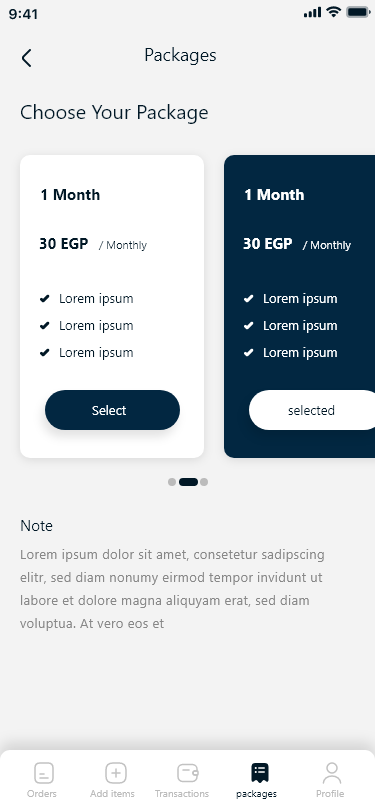 9:41
Packages
Choose Your Package
1 Month
30 EGP / Monthly
Lorem ipsum
Lorem ipsum
Lorem ipsum
Select
1 Month
30 EGP / Monthly
Lorem ipsum
Lorem ipsum
Lorem ipsum
selected
Note
Lorem ipsum dolor sit amet, consetetur sadipscing
elitr, sed diam nonumy eirmod tempor invidunt ut
labore et dolore magna aliquyam erat, sed diam
voluptua. At vero eos et
Orders Add items Transactions packages Profile